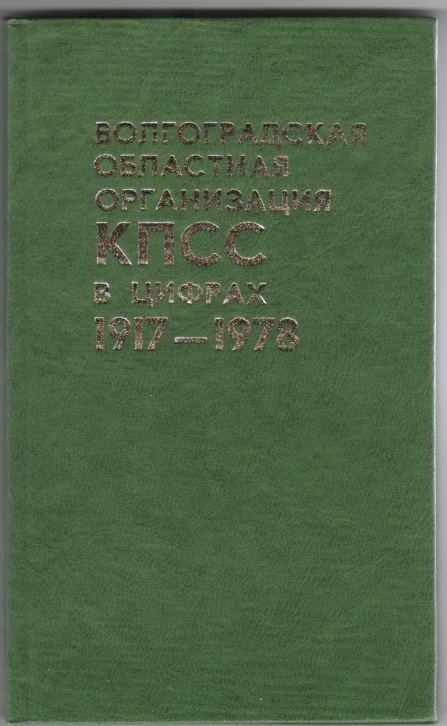 ВОЛГОГРАДСКАЯ
ОБЛАСТНАЯ
ОРГАНИЗАЦИЯ
КПСС
В ЦИФРАХ
1917—1978